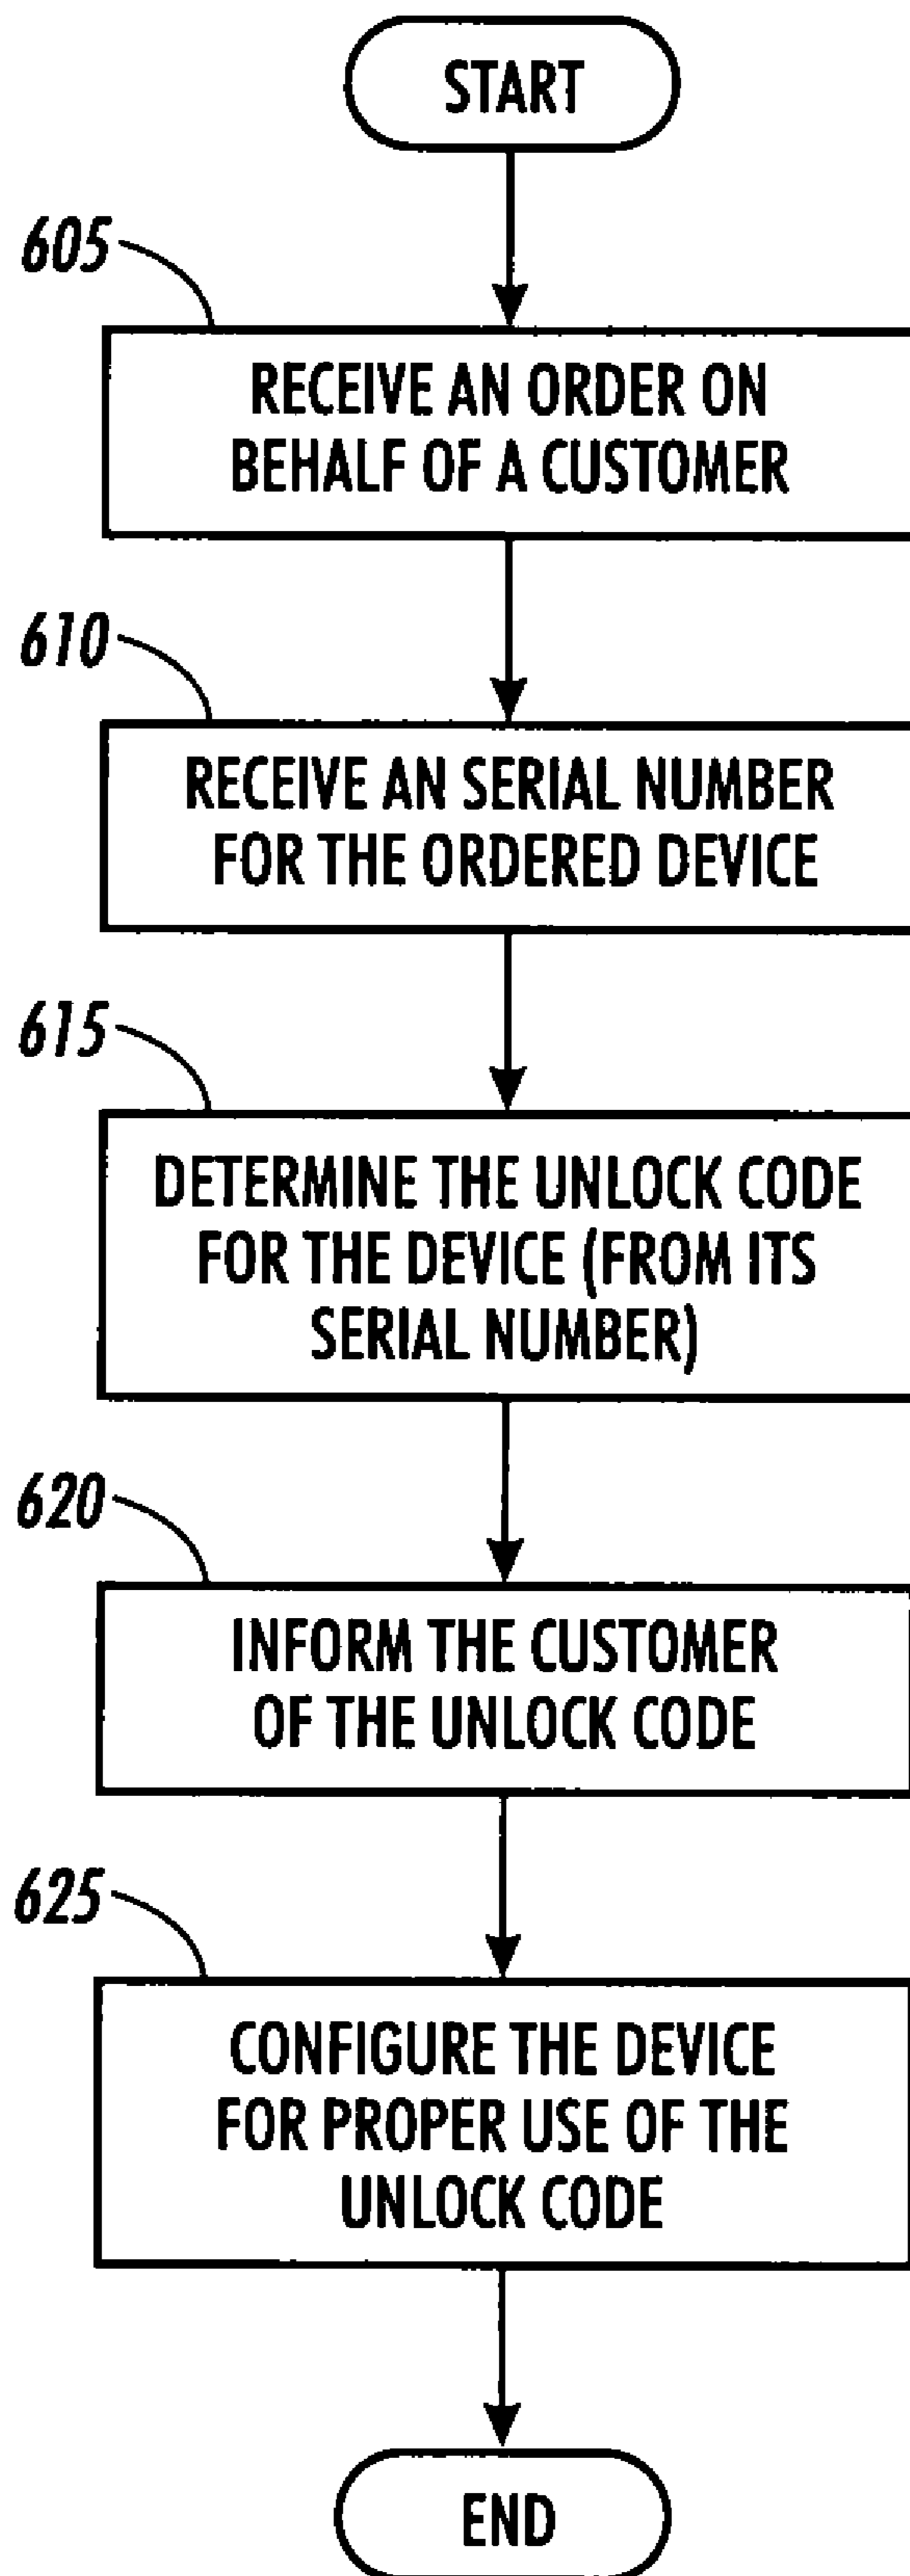 START
605
RECEIVE AN ORDER ON
BEHALF OF A CUSTOMER
610
RECEIVE AN SERIAL NUMBER
FOR THE ORDERED DEVICE
615
DETERMINE THE UNLOCK CODE
FOR THE DEVICE (FROM ITS
SERIAL NUMBER)
620
INFORM THE CUSTOMER
OF THE UNLOCK CODE
625
CONFIGURE THE DEVICE
FOR PROPER USE OF THE
UNLOCK CODE
END